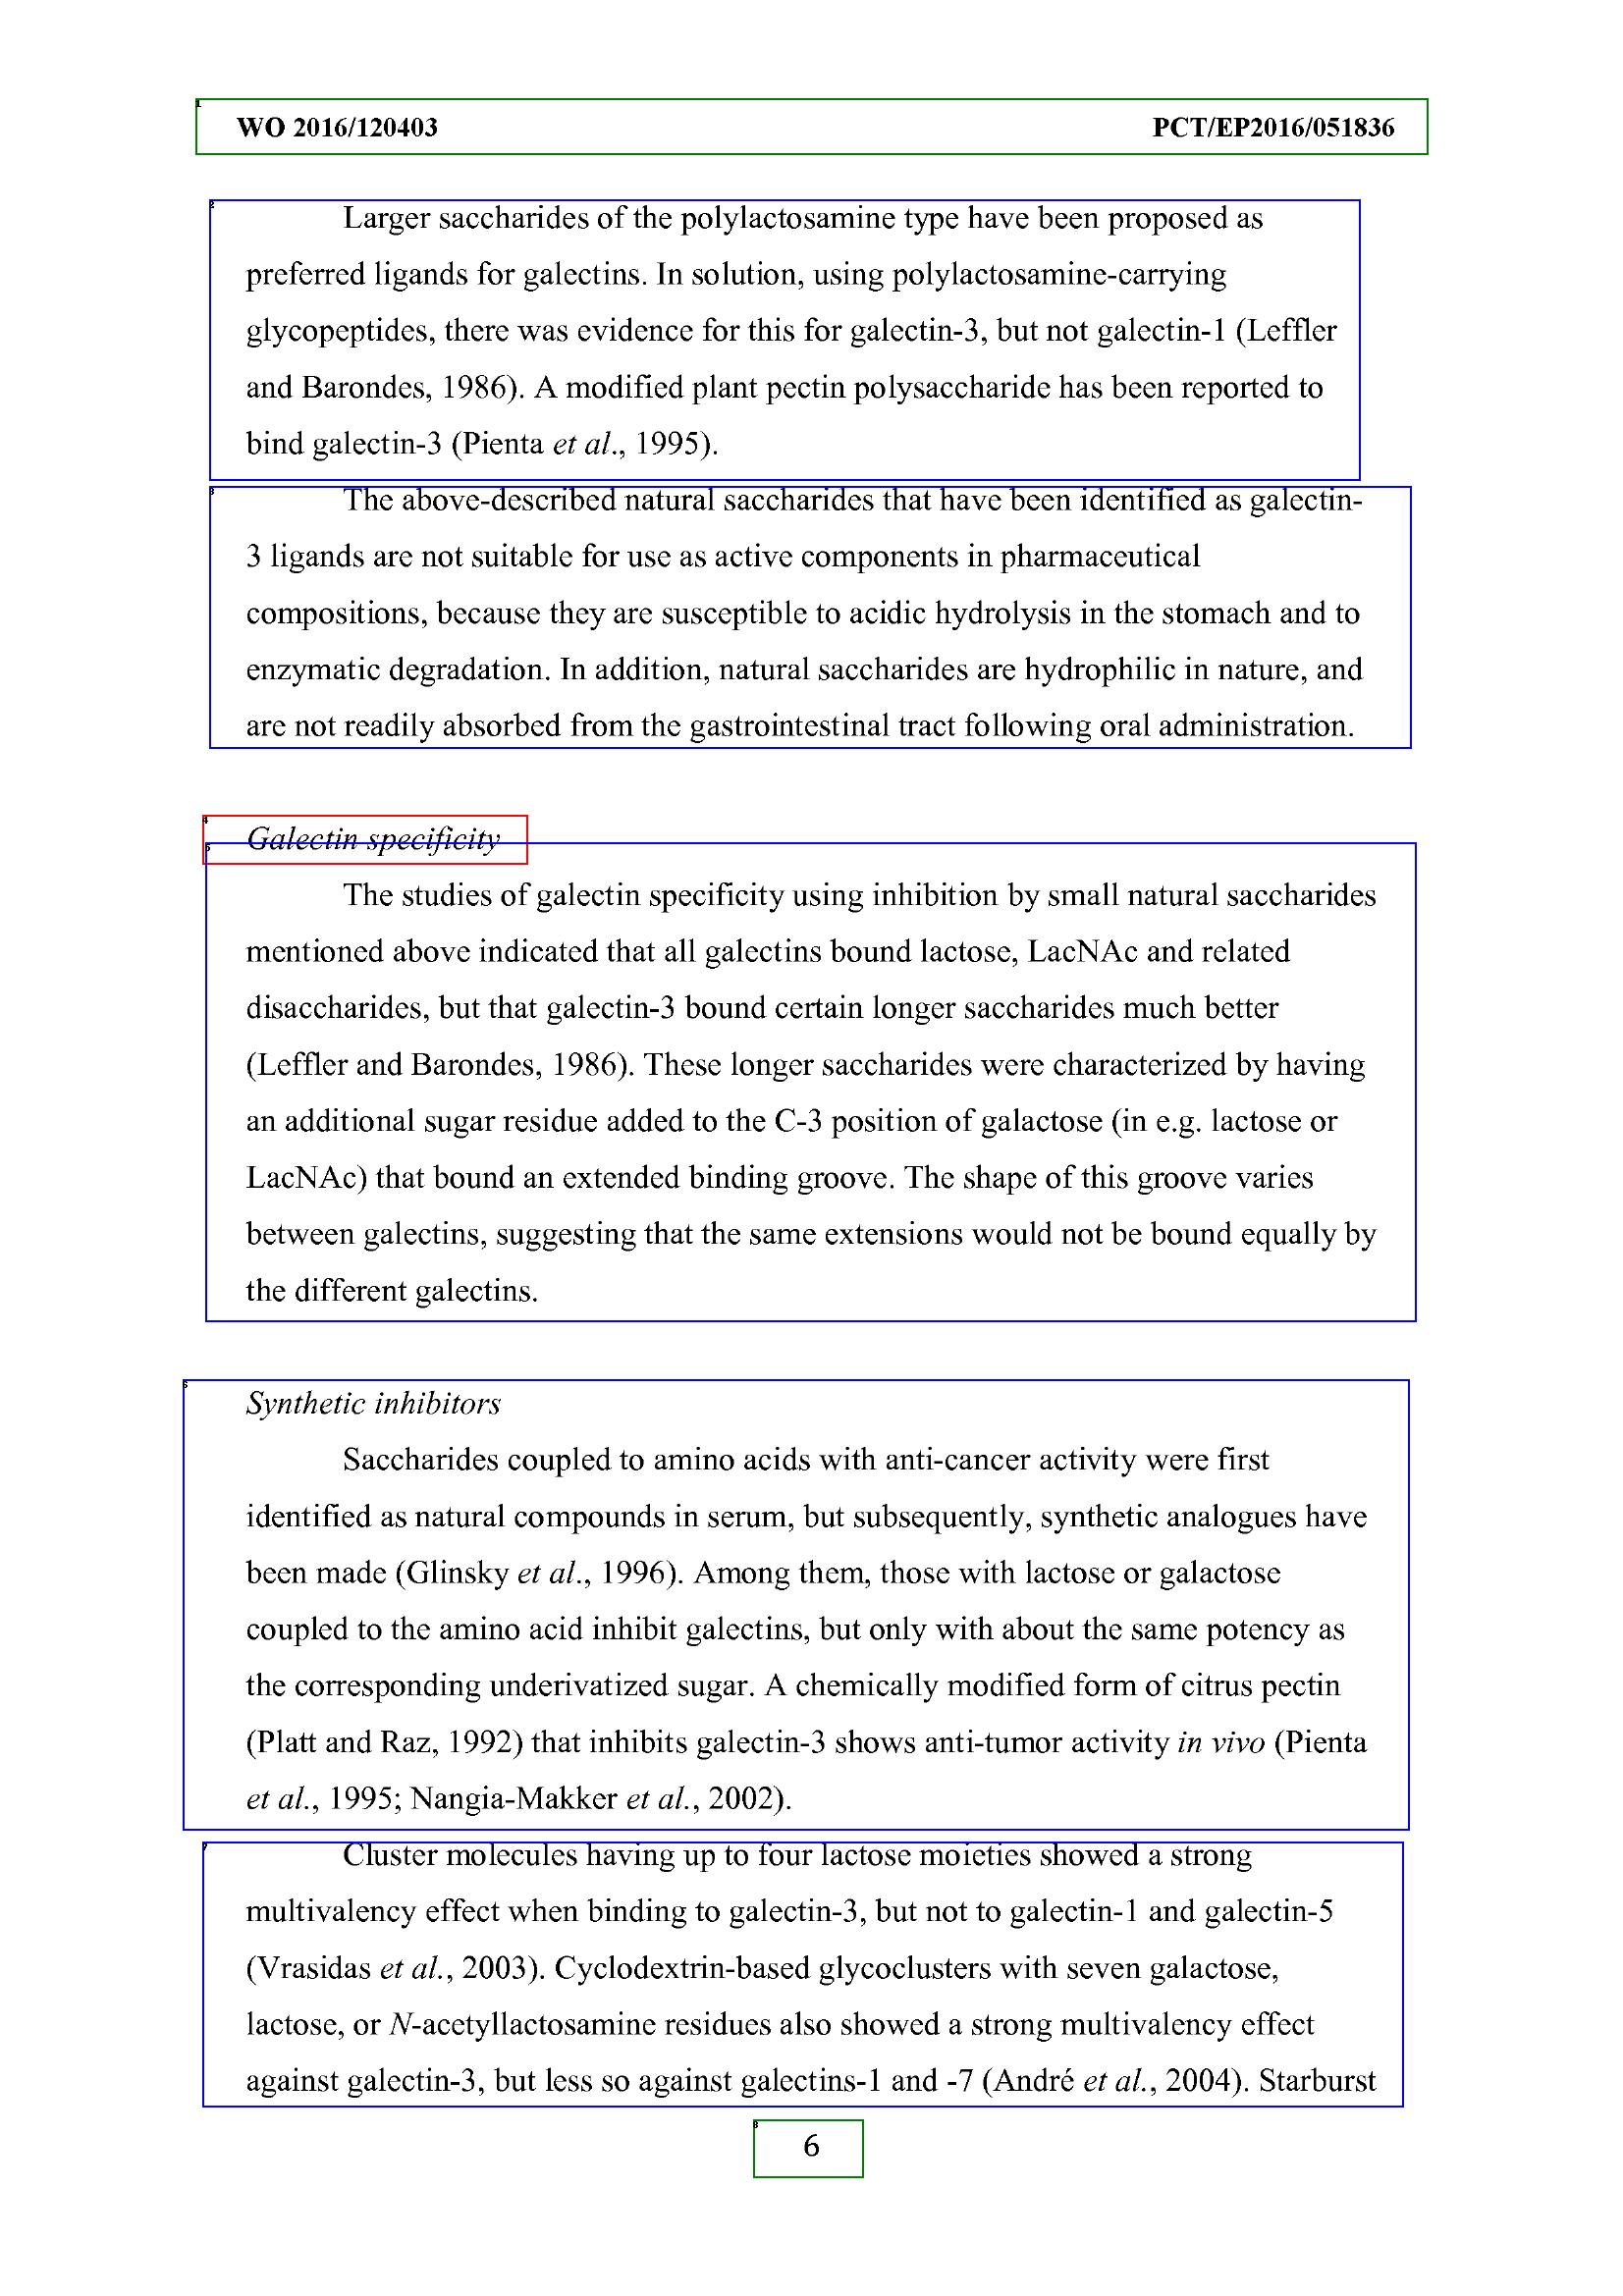 WO 2016/120403 PCT/EP2016/051836
Larger saccharides of the polylactosamine type have been proposed as
preferred ligands for galectins. In solution, using polylactosamine-carrying
glycopeptides, there was evidence for this for galectin-3, but not galectin-1 (Leffler
and Barondes, 1986). A modified plant pectin polysaccharide has been reported to
bind galectin-3 (Pienta et al., 1995).
The above-described natural saccharides that have been identified as galectin-
3 ligands are not suitable for use as active components in pharmaceutical
compositions, because they are susceptible to acidic hydrolysis in the stomach and to
enzymatic degradation. In addition, natural saccharides are hydrophilic in nature, and
are not readily absorbed from the gastrointestinal tract following oral administration.
Galectin specificity
The studies of galectin specificity using inhibition by small natural saccharides
mentioned above indicated that all galectins bound lactose, LacNAc and related
disaccharides, but that galectin-3 bound certain longer saccharides much better
(Leffler and Barondes, 1986). These longer saccharides were characterized by having
an additional sugar residue added to the C-3 position of galactose (in e.g. lactose or
LacNAc) that bound an extended binding groove. The shape of this groove varies
between galectins, suggesting that the same extensions would not be bound equally by
the different galectins.
Synthetic inhibitors
Saccharides coupled to amino acids with anti-cancer activity were first
identified as natural compounds in serum, but subsequently, synthetic analogues have
been made (Glinsky et al., 1996). Among them, those with lactose or galactose
coupled to the amino acid inhibit galectins, but only with about the same potency as
the corresponding underivatized sugar. A chemically modified form of citrus pectin
(Platt and Raz, 1992) that inhibits galectin-3 shows anti-tumor activity in vivo (Pienta
et al., 1995; Nangia-Makker et al., 2002).
Cluster molecules having up to four lactose moieties showed a strong
multivalency effect when binding to galectin-3, but not to galectin-1 and galectin-5
(Vrasidas et al., 2003). Cyclodextrin-based glycoclusters with seven galactose,
lactose, or N-acetyllactosamine residues also showed a strong multivalency effect
against galectin-3, but less so against galectins-1 and -7 (André et al., 2004). Starburst
6